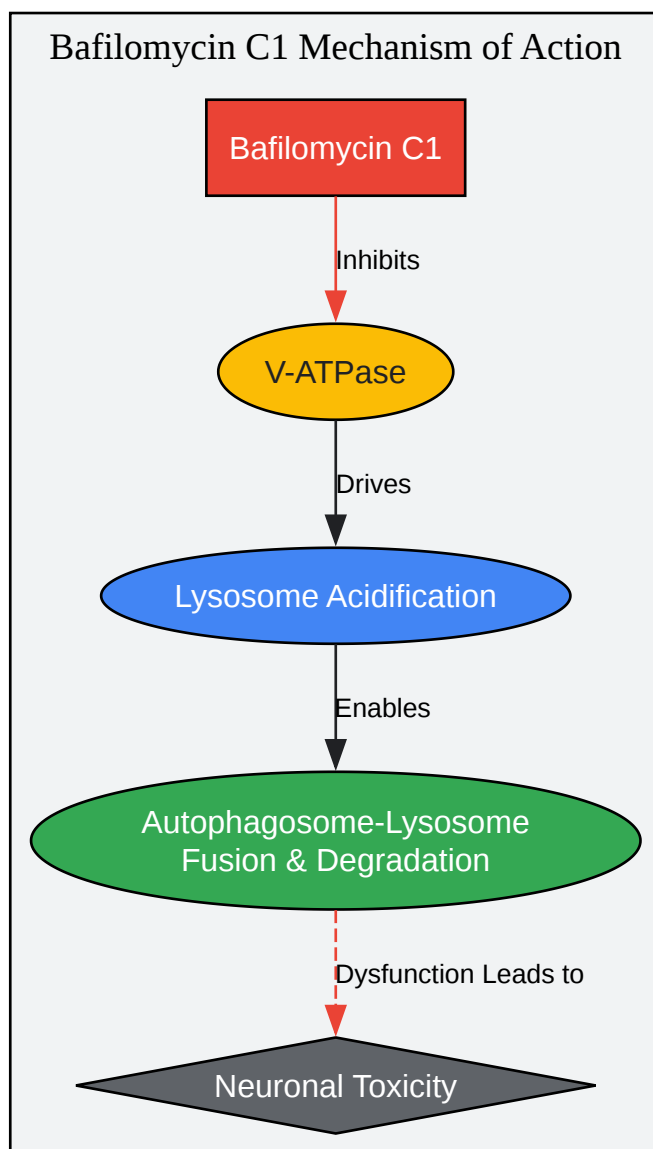 Bafilomycin C1 Mechanism of Action
Bafilomycin C1
Inhibits
V-ATPase
Drives
Lysosome Acidification
Enables
Autophagosome-Lysosome
Fusion & Degradation
Dysfunction Leads to
Neuronal Toxicity